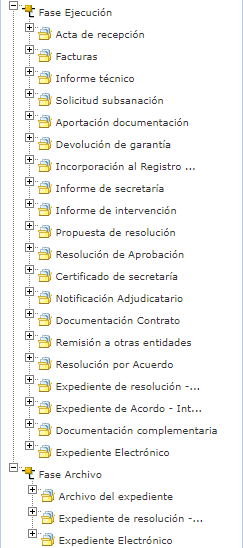 Fase Ejecución
Acta de recepción
Facturas
Informe técnico
Solicitud subsanación
Aportación documentación
Devolución de garantía
Incorporación al Registro ...
Informe de secretaría
Informe de intervención
Propuesta de resolución
Resolución de Aprobación
Certificado de secretaría
Notificación Adjudicatario
Documentación Contrato
Remisión a otras entidades
Resolución por Acuerdo
Expediente de resolución -...
Expediente de Acordo - Int...
Documentación complementaria
Expediente Electrónico
Fase Archivo
Archivo del expediente
Expediente de resolución -...
Expediente Electrónico